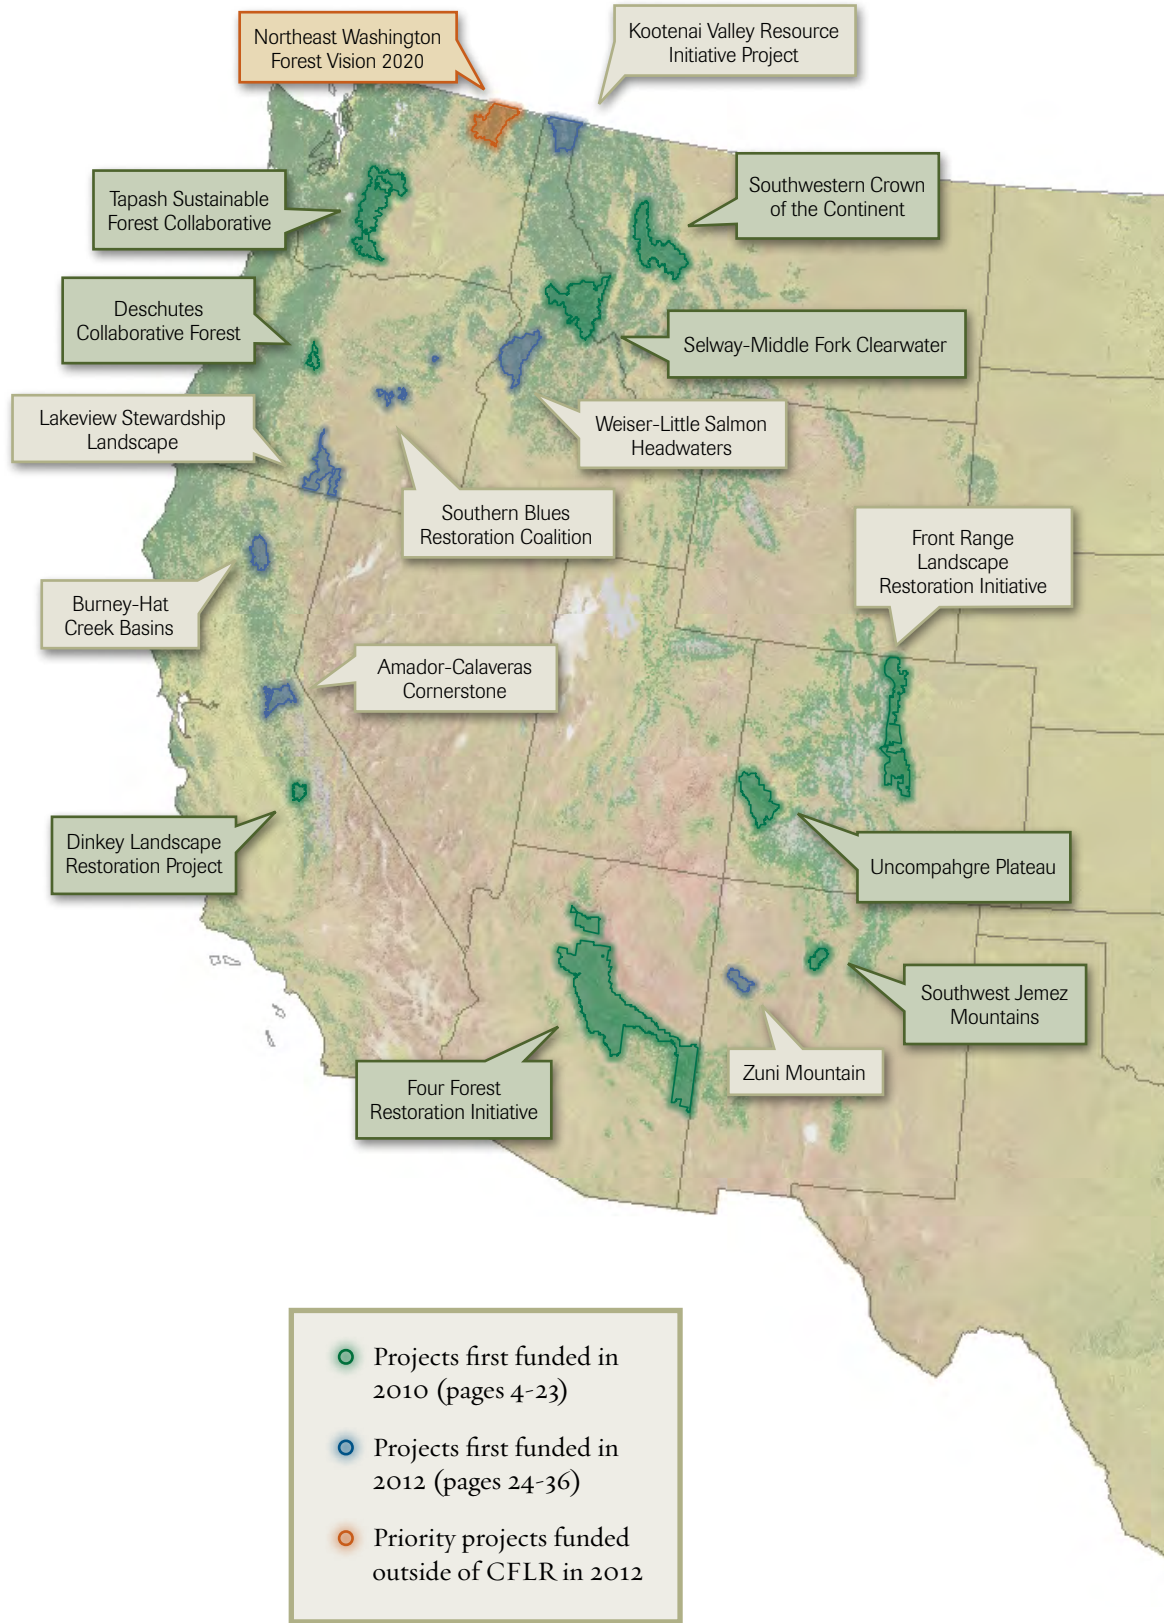 Northeast Washington
Forest Vision 2020
Kootenai Valley Resource
Initiative Project
Tapash Sustainable
Forest Collaborative
Southwestern Crown
of the Continent
Deschutes
Collaborative Forest
Selway-Middle Fork Clearwater
Lakeview Stewardship
Landscape
Weiser-Little Salmon
Headwaters
Southern Blues
Restoration Coalition
Front Range
Landscape
Restoration Initiative
Burney-Hat
Creek Basins
Amador-Calaveras
Cornerstone
Dinkey Landscape
Restoration Project
Uncompahgre Plateau
Southwest Jemez
Mountains
Zuni Mountain
Four Forest
Restoration Initiative
Projects first funded in
2010 (pages 4-23)
Projects first funded in
2012 (pages 24-36)
Priority projects funded
outside of CFLR in 2012